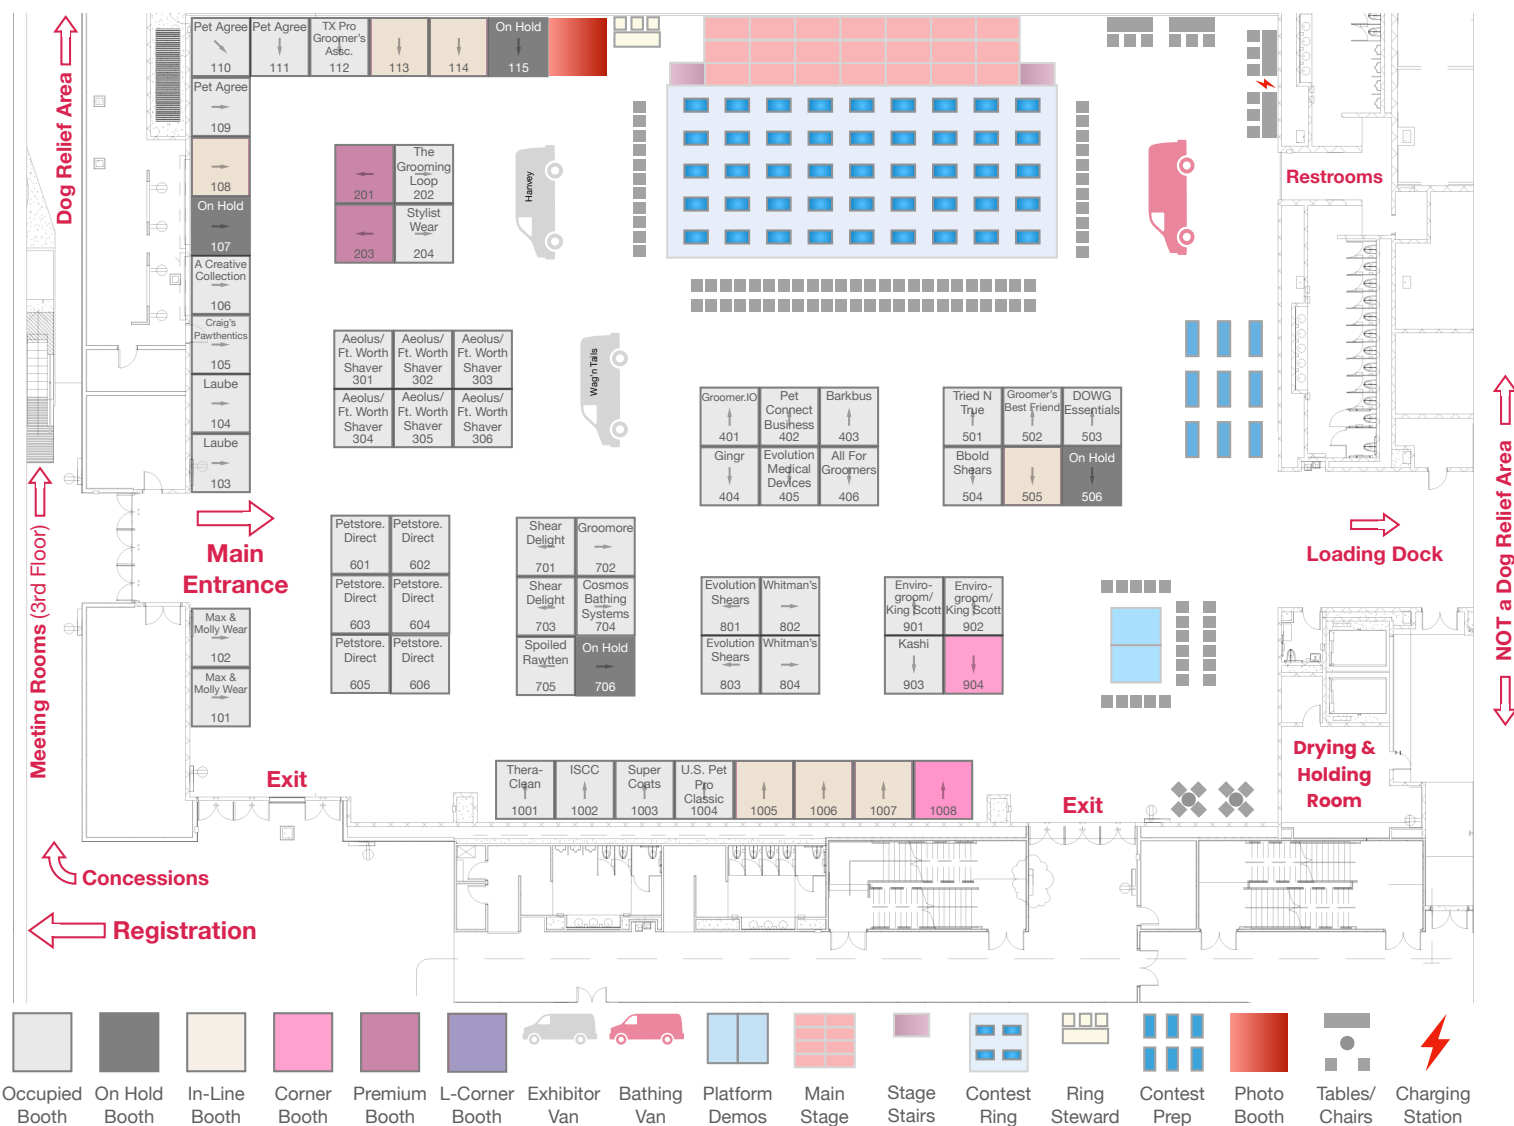 Dog Relief Area
Pet Agree
110
Pet Agree
111
TX Pro
Groomer's
Assc.
112
113
114
On Hold
115
Pet Agree
109
108
On Hold
107
A Creative
Collection
106
Craig's
Pawthentics
105
Laube
104
Laube
103
201
The
Grooming
Loop
202
203
Stylist
Wear
204
Hanvey
Restrooms
Aeolus/
Ft. Worth
Shaver
301
Aeolus/
Ft. Worth
Shaver
302
Aeolus/
Ft. Worth
Shaver
303
Aeolus/
Ft. Worth
Shaver
304
Aeolus/
Ft. Worth
Shaver
305
Aeolus/
Ft. Worth
Shaver
306
Wag'n Tails
Groomer.IO
401
Pet
Connect
Business
402
Barkbus
403
Gingr
404
Evolution
Medical
Devices
405
All For
Groomers
406
Tried N
True
501
Groomer's
Best Friend
502
DOWG
Essentials
503
Bbold
Shears
504
505
On Hold
506
Main
Entrance
Meeting Rooms (3rd Floor)
NOT a Dog Relief Area
Loading Dock
Petstore.
Direct
601
Petstore.
Direct
602
Petstore.
Direct
603
Petstore.
Direct
604
Petstore.
Direct
605
Petstore.
Direct
606
Shear
Delight
701
Groomore
702
Shear
Delight
703
Cosmos
Bathing
Systems
704
Spoiled
Rawtten
705
On Hold
706
Evolution
Shears
801
Whitman's
802
Evolution
Shears
803
Whitman's
804
Enviro-
groom/
King Scott
901
Enviro-
groom/
King Scott
902
Kashi
903
904
Max &
Molly Wear
102
Max &
Molly Wear
101
Exit
Thera-
Clean
1001
ISCC
1002
Super
Coats
1003
U.S. Pet
Pro
Classic
1004
1005
1006
1007
1008
Exit
Drying &
Holding
Room
Concessions
Registration
Occupied
Booth
On Hold
Booth
In-Line
Booth
Corner
Booth
Premium
Booth
L-Corner
Booth
Exhibitor
Van
Bathing
Van
Platform
Demos
Main
Stage
Stage
Stairs
Contest
Ring
Ring
Steward
Contest
Prep
Photo
Booth
Tables/
Chairs
Charging
Station